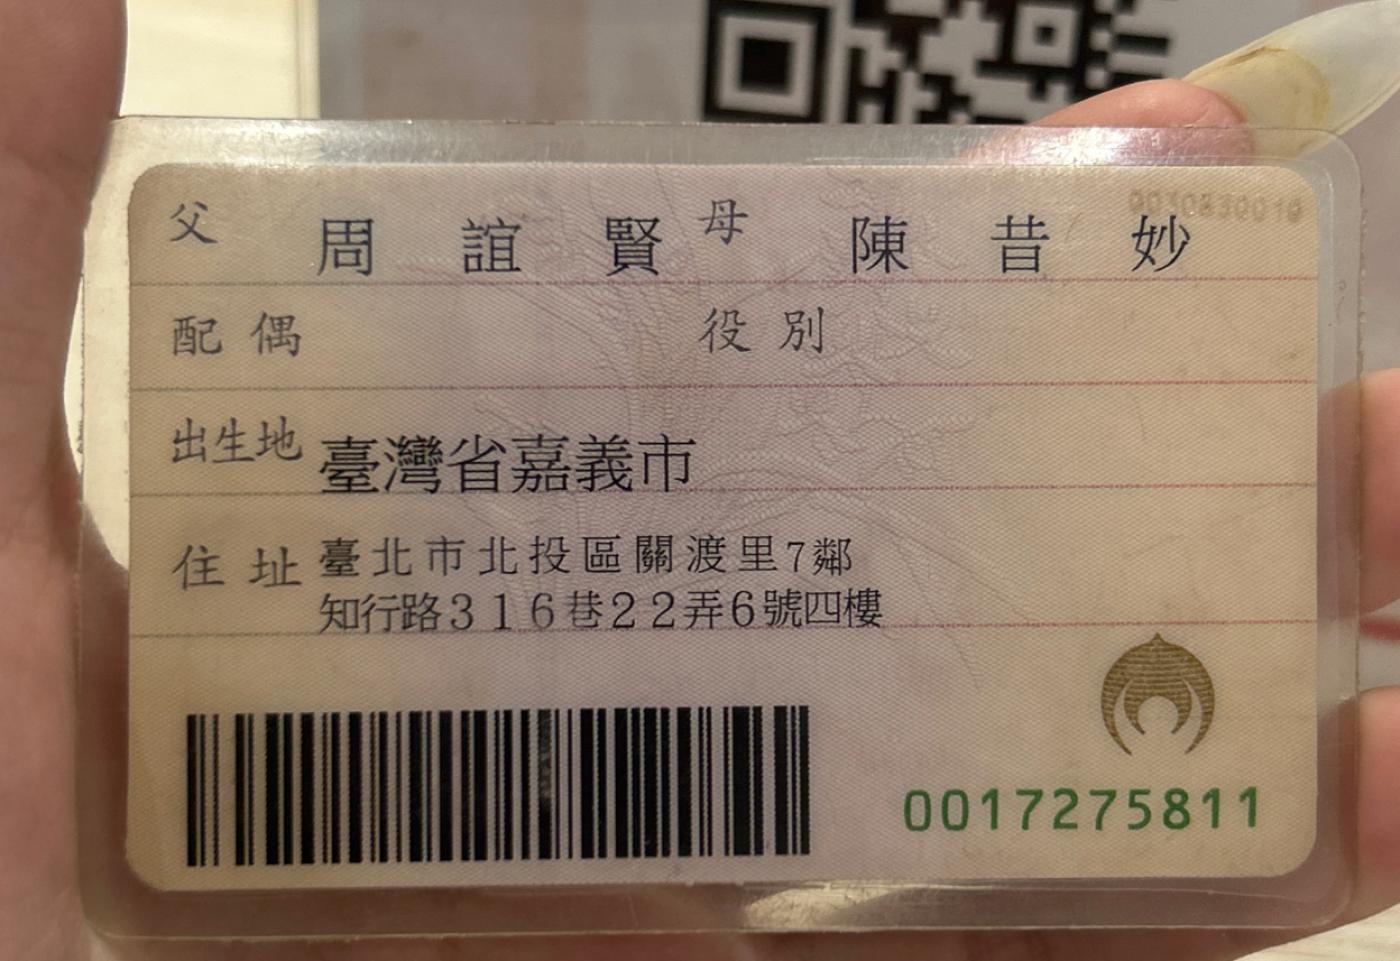 父 周誼賢 母 陳昔妙
配偶 役別
出生地 臺灣省嘉義市
住址 臺北市北投區關渡里7鄰
知行路316巷22弄6號四樓
0017275811